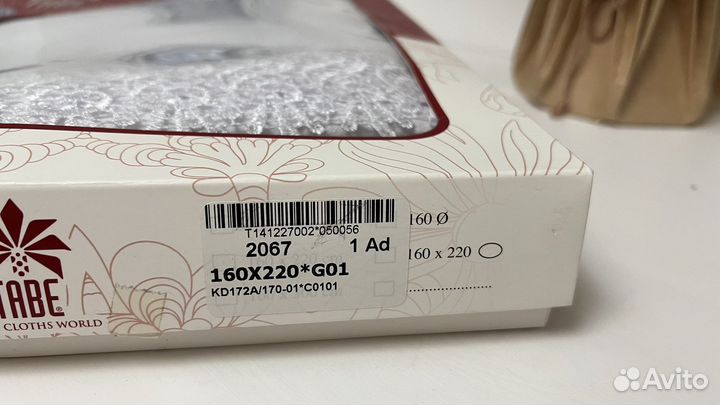 T141227002*050056
2067 1 Ad
160X220*G01
KD172A/170-01*C0101
160 Ø
160 x 220
TABE
CLOTHS WORLD
Avito